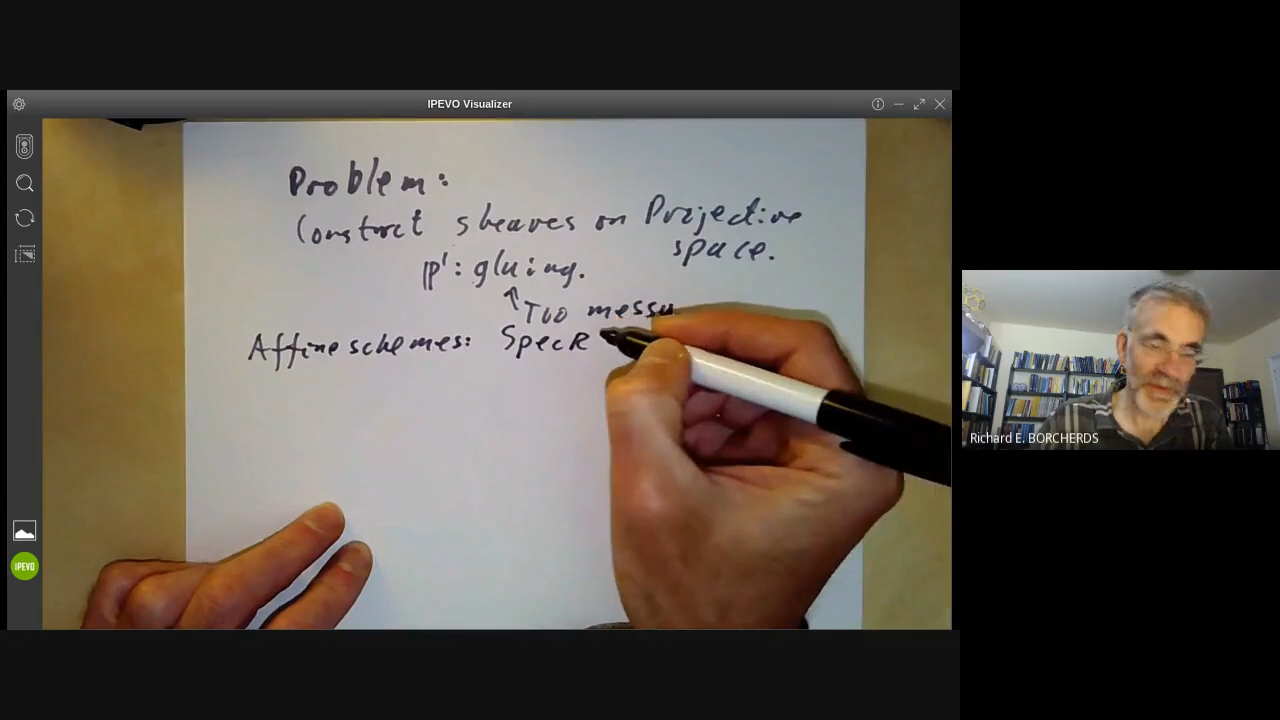 IPEVO Visualizer
Problem:
Construct sheaves on Projective
space.
P¹: gluing.
↑ Too messy
Affine schemes: Spec R
IPEVO
Richard E. BORCHERDS